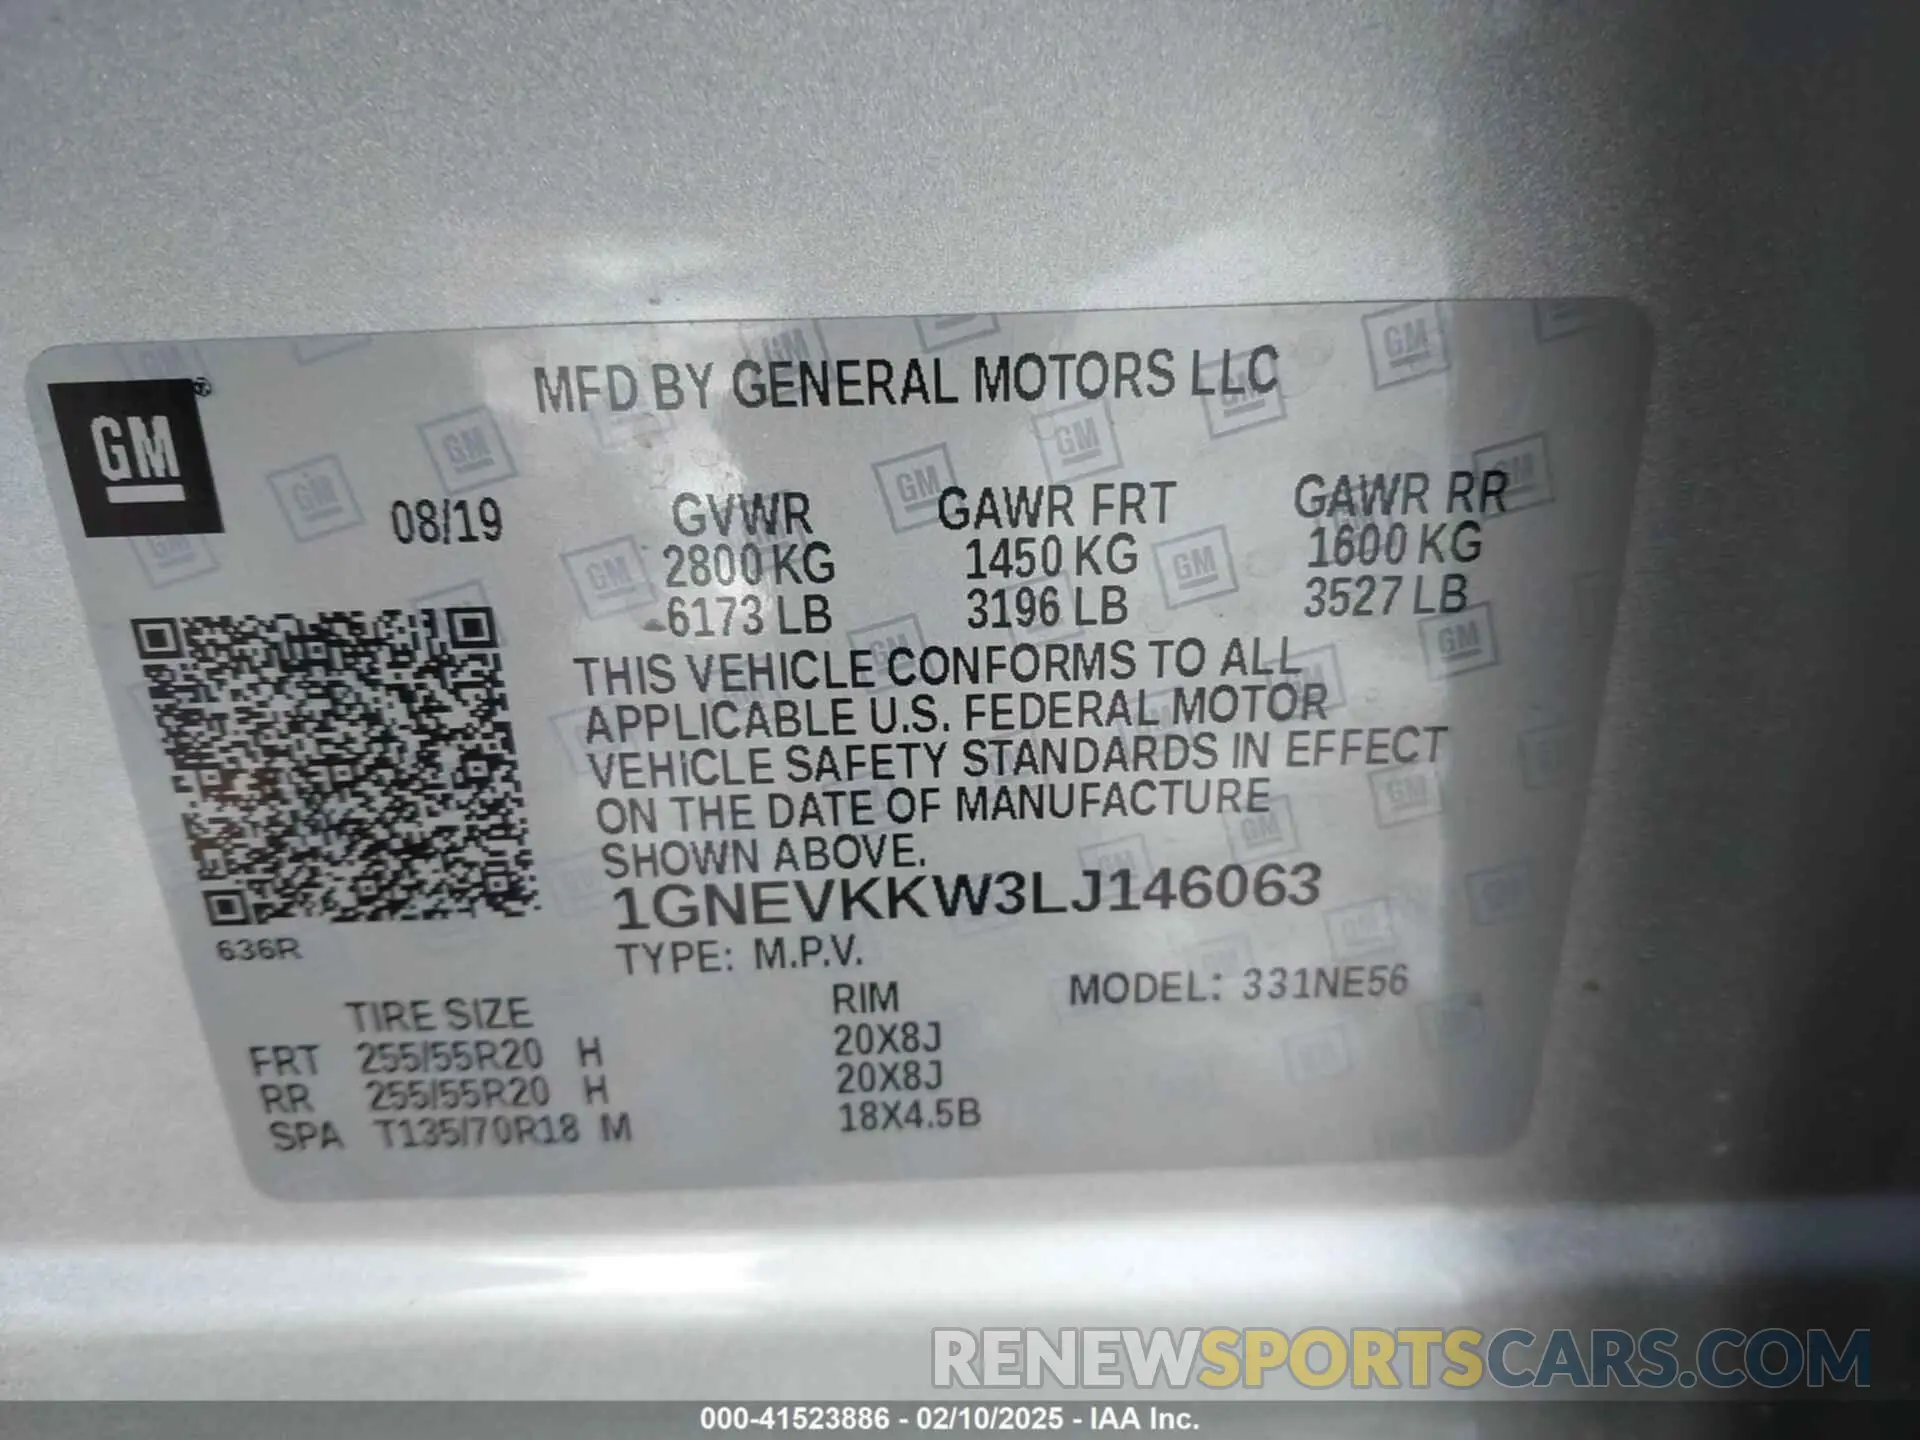 MFD BY GENERAL MOTORS LLC
GM ®
08/19
GVWR GAWR FRT GAWR RR
2800 KG 1450 KG 1600 KG
6173 LB 3196 LB 3527 LB
THIS VEHICLE CONFORMS TO ALL
APPLICABLE U.S. FEDERAL MOTOR
VEHICLE SAFETY STANDARDS IN EFFECT
ON THE DATE OF MANUFACTURE
SHOWN ABOVE.
1GNEVKKW3LJ146063
636R
TYPE: M.P.V.
MODEL: 331NE56
TIRE SIZE RIM
FRT 255/55R20 H 20X8J
RR 255/55R20 H 20X8J
SPA T135/70R18 M 18X4.5B
RENEWSPORTSCARS.COM
000-41523886 - 02/10/2025 - IAA Inc.